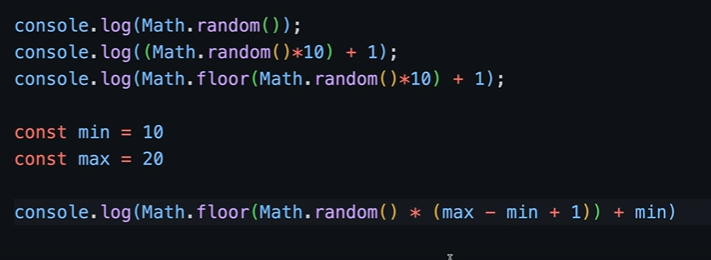 console.log(Math.random());
console.log((Math.random()*10) + 1);
console.log(Math.floor(Math.random()*10) + 1);
const min = 10
const max = 20
console.log(Math.floor(Math.random() * (max - min + 1)) + min)